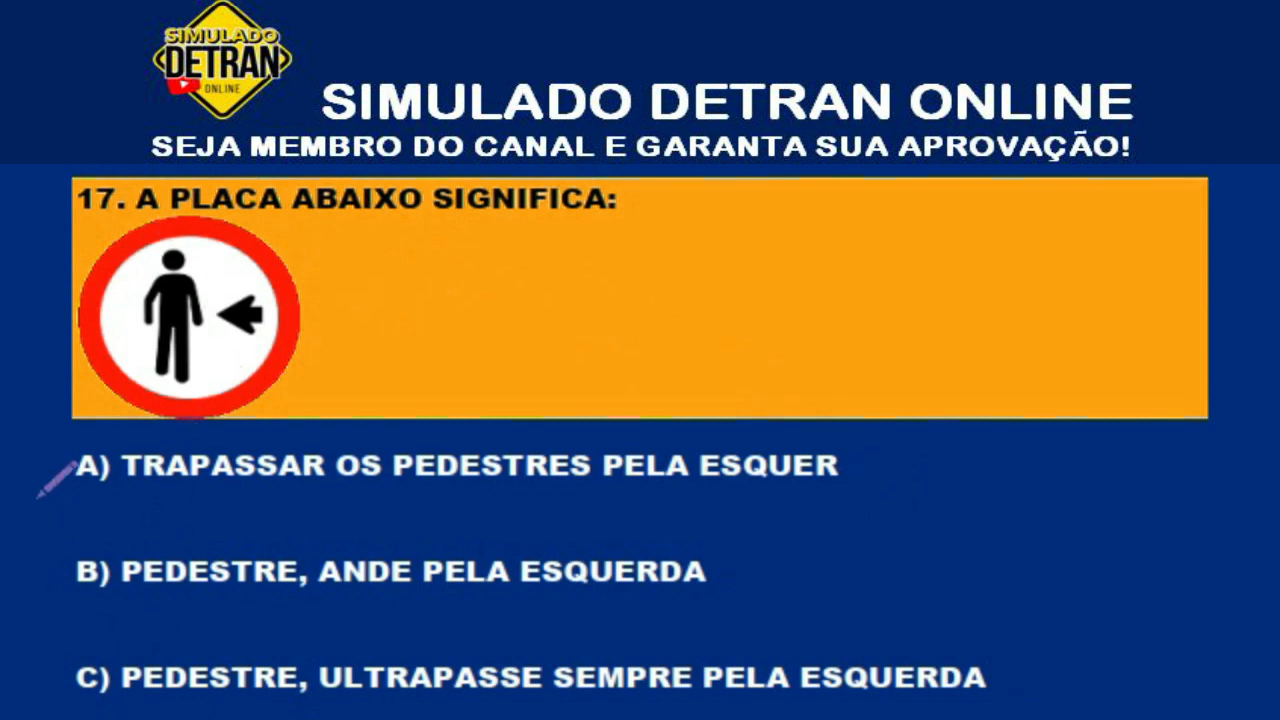 SIMULADO
DETRAN
ONLINE
SIMULADO DETRAN ONLINE
SEJA MEMBRO DO CANAL E GARANTA SUA APROVAÇÃO!
17. A PLACA ABAIXO SIGNIFICA:
A) TRAPASSAR OS PEDESTRES PELA ESQUER
B) PEDESTRE, ANDE PELA ESQUERDA
C) PEDESTRE, ULTRAPASSE SEMPRE PELA ESQUERDA